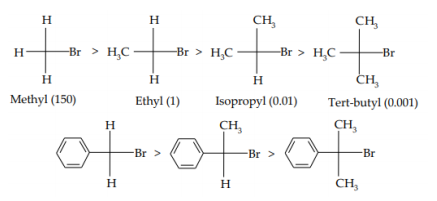 H H CH₃ CH₃
H Br > H₃C Br > H₃C Br > H₃C Br
H H H CH₃
Methyl (150) Ethyl (1) Isopropyl (0.01) Tert-butyl (0.001)
H CH₃ CH₃
Br > Br > Br
H H CH₃